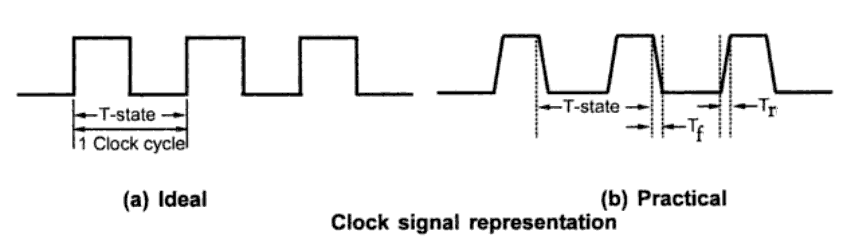 T-state
1 Clock cycle
T-state
Tf
Tr
(a) Ideal
(b) Practical
Clock signal representation